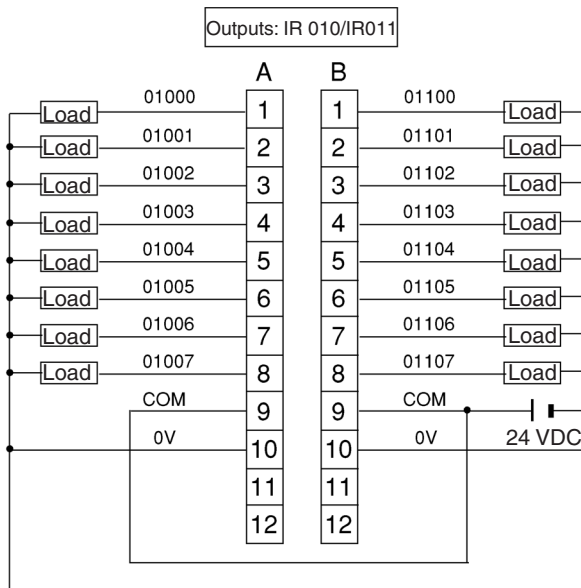 Outputs: IR 010/IR011
A B
01000 1 1 01100
Load Load
01001 2 2 01101
Load Load
01002 3 3 01102
Load Load
01003 4 4 01103
Load Load
01004 5 5 01104
Load Load
01005 6 6 01105
Load Load
01006 7 7 01106
Load Load
01007 8 8 01107
Load Load
COM 9 9 COM
0V 10 10 0V 24 VDC
11 11
12 12